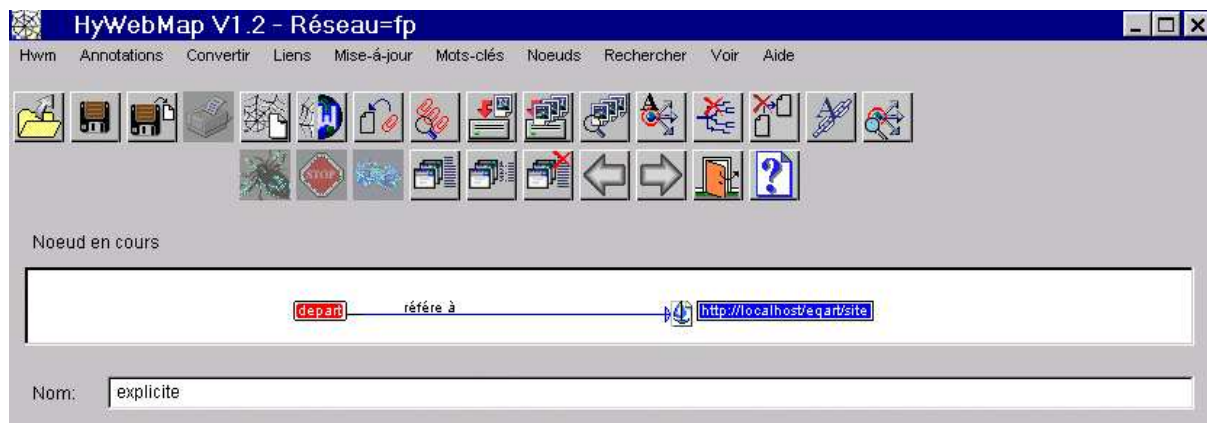 HyWebMap V1.2 - Réseau=fp
Hwm Annotations Convertir Liens Mise-á-jour Mots-clés Noeuds Rechercher Voir Aide
STOP
Noeud en cours
depart référe à http://localhost/eqart/site
Nom: explicite